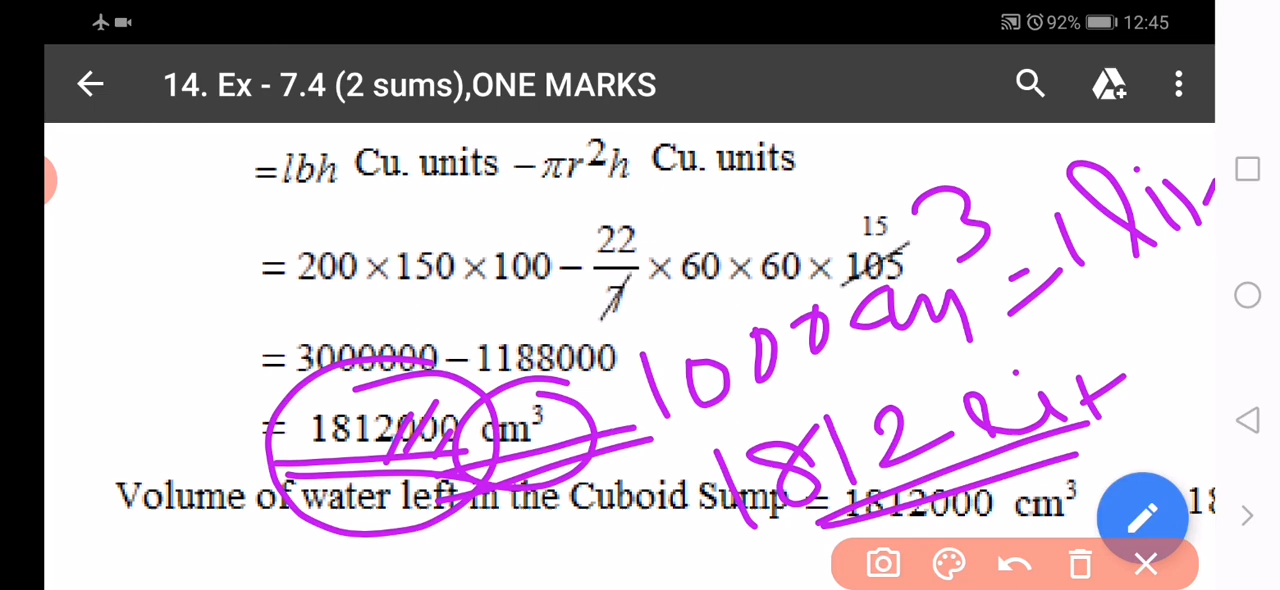 92% 12:45
14. Ex - 7.4 (2 sums),ONE MARKS
=lbh Cu. units −πr²h Cu. units
= 200 × 150 × 100 − 22/7 × 60 × 60 × 105 15
= 3000000 − 1188000
= 1812000 cm³
1000 cm³ = 1 lit
1812 lit
Volume of water left in the Cuboid Sump = 1812000 cm³ 18